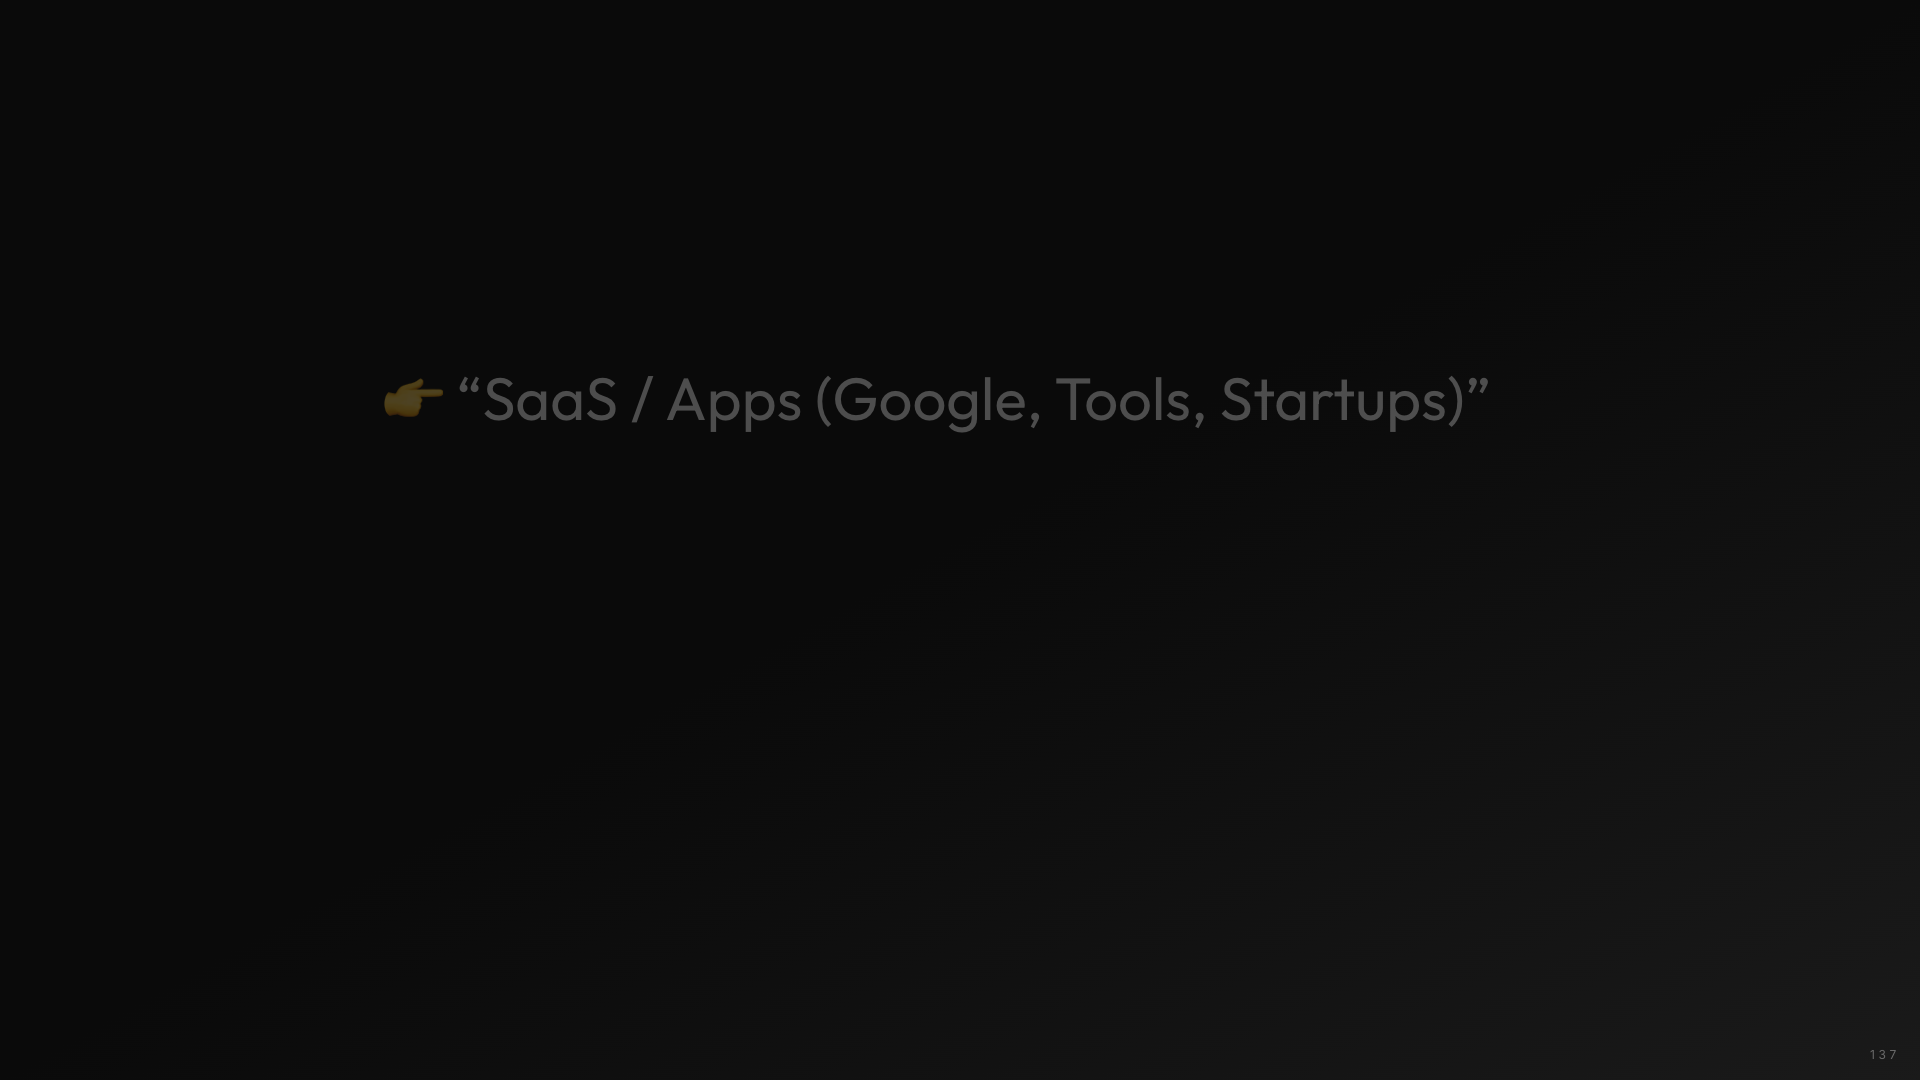 👉 “SaaS / Apps (Google, Tools, Startups)”
137